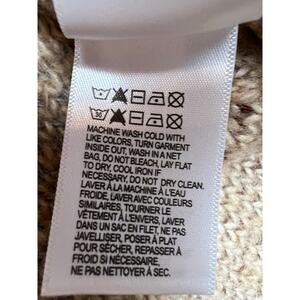 30
MACHINE WASH COLD WITH
LIKE COLORS, TURN GARMENT
INSIDE OUT, WASH IN A NET
BAG, DO NOT BLEACH, LAY FLAT
TO DRY, COOL IRON IF
NECESSARY. DO NOT DRY CLEAN.
LAVER À LA MACHINE À L'EAU
FROIDE, LAVER AVEC COULEURS
SIMILAIRES, TOURNER LE
VÊTEMENT À L'ENVERS, LAVER
DANS UN SAC EN FILET, NE PAS
JAVELLISER, POSER À PLAT
POUR SÉCHER, REPASSER À
FROID SI NÉCESSAIRE.
NE PAS NETTOYER À SEC.